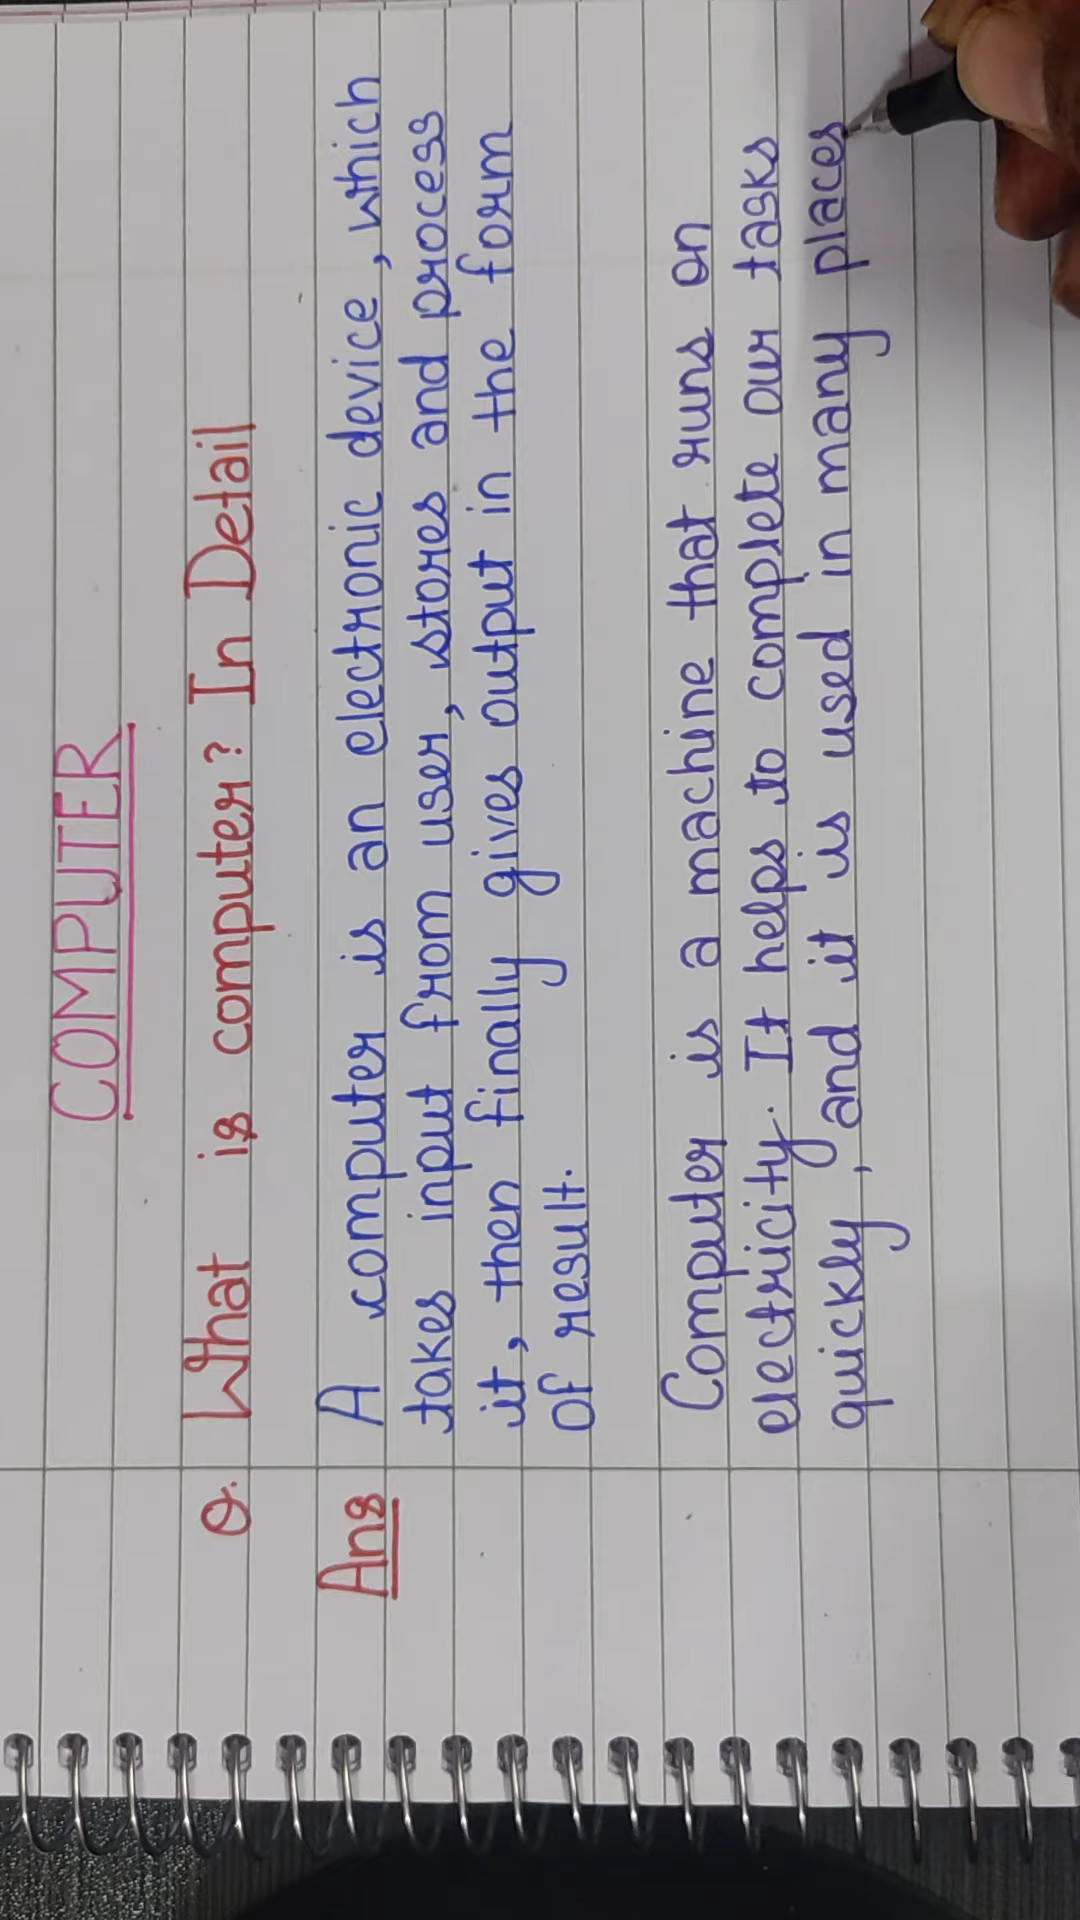 COMPUTER
Q. What is computer? In Detail
Ans A computer is an electronic device, which
takes input from user, stores and process
it, then finally gives output in the form
of result.
Computer is a machine that runs on
electricity. It helps to complete our tasks
quickly, and it is used in many places